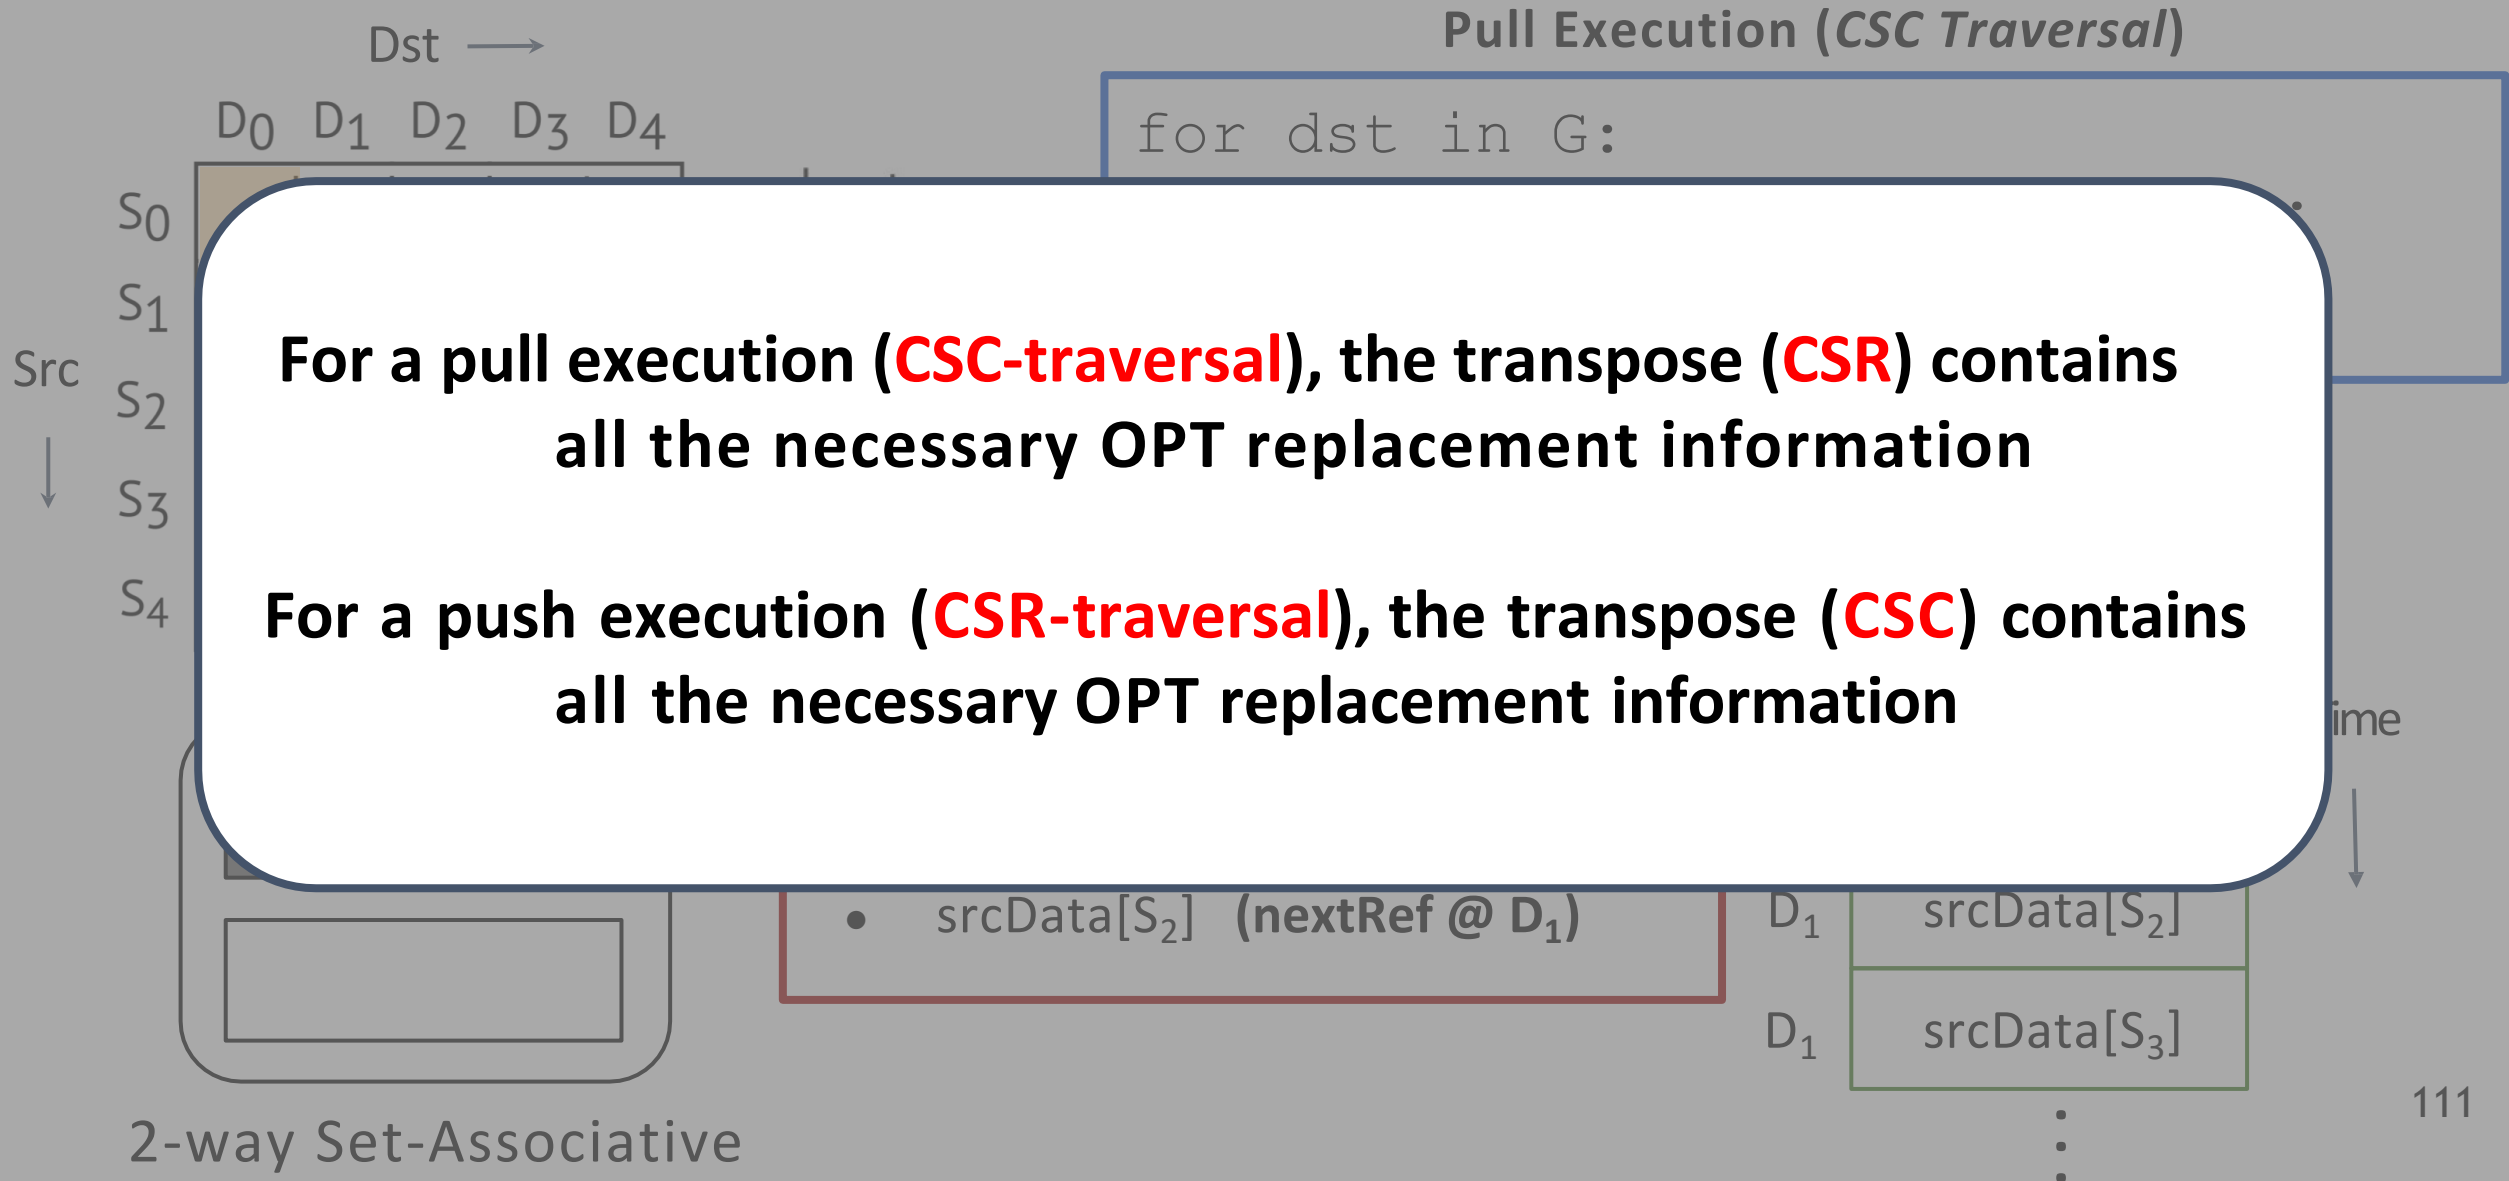 Pull Execution (CSC Traversal)
Dst
D0 D1 D2 D3 D4
for dst in G:
S0
S1
Src
S2
S3
S4
For a pull execution (CSC-traversal), the transpose (CSR) contains
all the necessary OPT replacement information
For a push execution (CSR-traversal), the transpose (CSC) contains
all the necessary OPT replacement information
• srcData[S2] (nextRef @ D1)
D1 srcData[S2]
D1 srcData[S3]
2-way Set-Associative
111